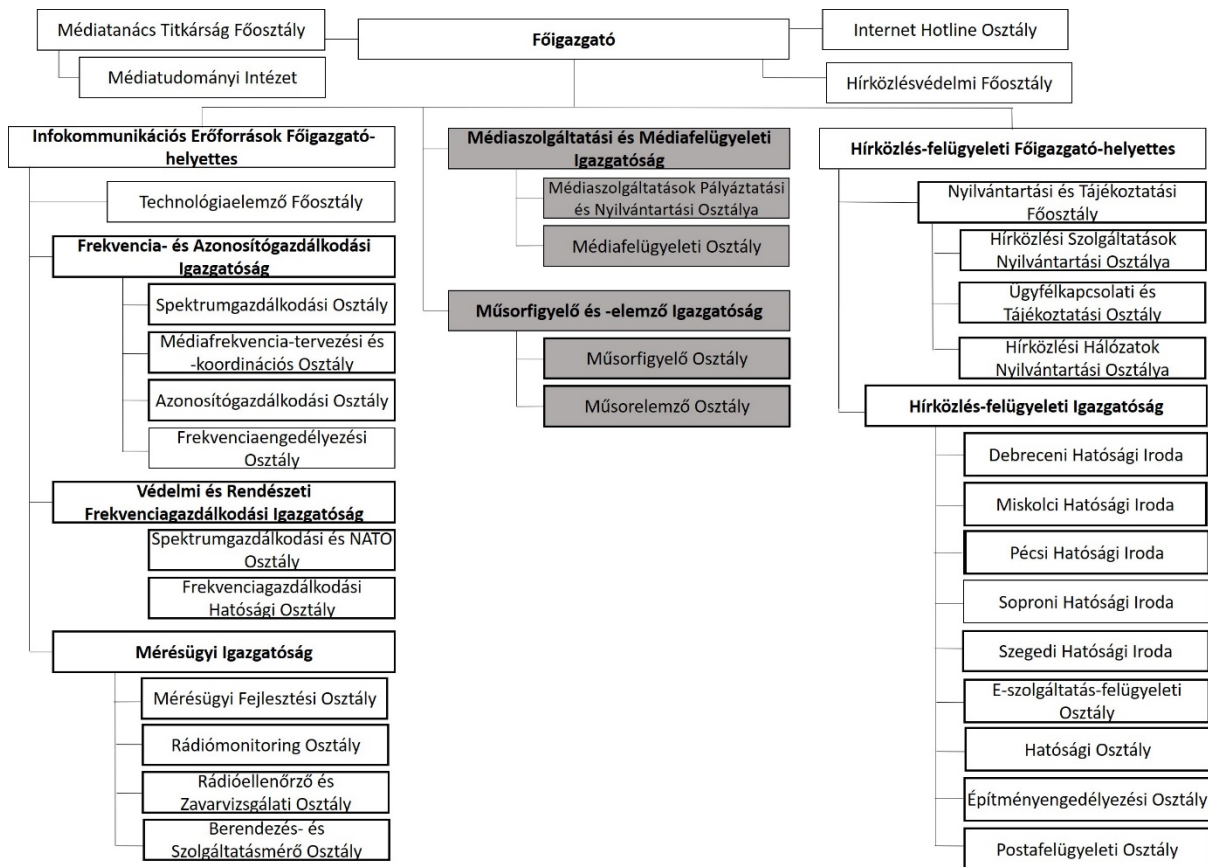 Médiatanács Titkárság Főosztály
Médiatudományi Intézet
Főigazgató
Internet Hotline Osztály
Hírközlésvédelmi Főosztály
Infokommunikációs Erőforrások Főigazgató-
helyettes
Technológiaelemző Főosztály
Frekvencia- és Azonosítógazdálkodási
Igazgatóság
Spektrumgazdálkodási Osztály
Médiafrekvencia-tervezési és
-koordinációs Osztály
Azonosítógazdálkodási Osztály
Frekvenciaengedélyezési
Osztály
Védelmi és Rendészeti
Frekvenciagazdálkodási Igazgatóság
Spektrumgazdálkodási és NATO
Osztály
Frekvenciagazdálkodási
Hatósági Osztály
Mérésügyi Igazgatóság
Mérésügyi Fejlesztési Osztály
Rádiómonitoring Osztály
Rádióellenőrző és
Zavarvizsgálati Osztály
Berendezés- és
Szolgáltatásmérő Osztály
Médiaszolgáltatási és Médiafelügyeleti
Igazgatóság
Médiaszolgáltatások Pályáztatási
és Nyilvántartási Osztálya
Médiafelügyeleti Osztály
Műsorfigyelő és -elemző Igazgatóság
Műsorfigyelő Osztály
Műsorelemző Osztály
Hírközlés-felügyeleti Főigazgató-helyettes
Nyilvántartási és Tájékoztatási
Főosztály
Hírközlési Szolgáltatások
Nyilvántartási Osztálya
Ügyfélkapcsolati és
Tájékoztatási Osztály
Hírközlési Hálózatok
Nyilvántartási Osztálya
Hírközlés-felügyeleti Igazgatóság
Debreceni Hatósági Iroda
Miskolci Hatósági Iroda
Pécsi Hatósági Iroda
Soproni Hatósági Iroda
Szegedi Hatósági Iroda
E-szolgáltatás-felügyeleti
Osztály
Hatósági Osztály
Építményengedélyezési Osztály
Postafelügyeleti Osztály